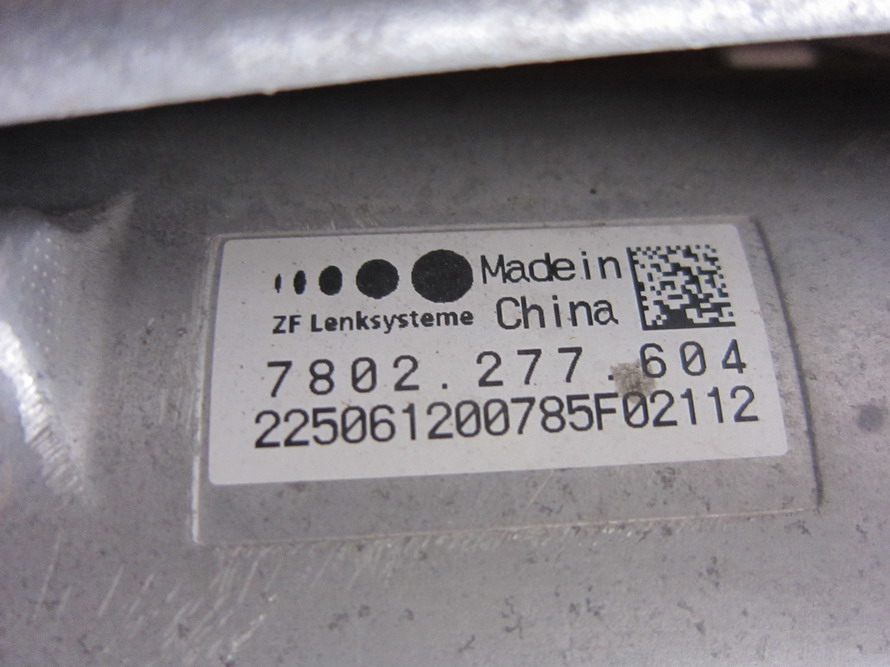 Made in
China
ZF Lenksysteme
7802.277.604
225061200785F02112